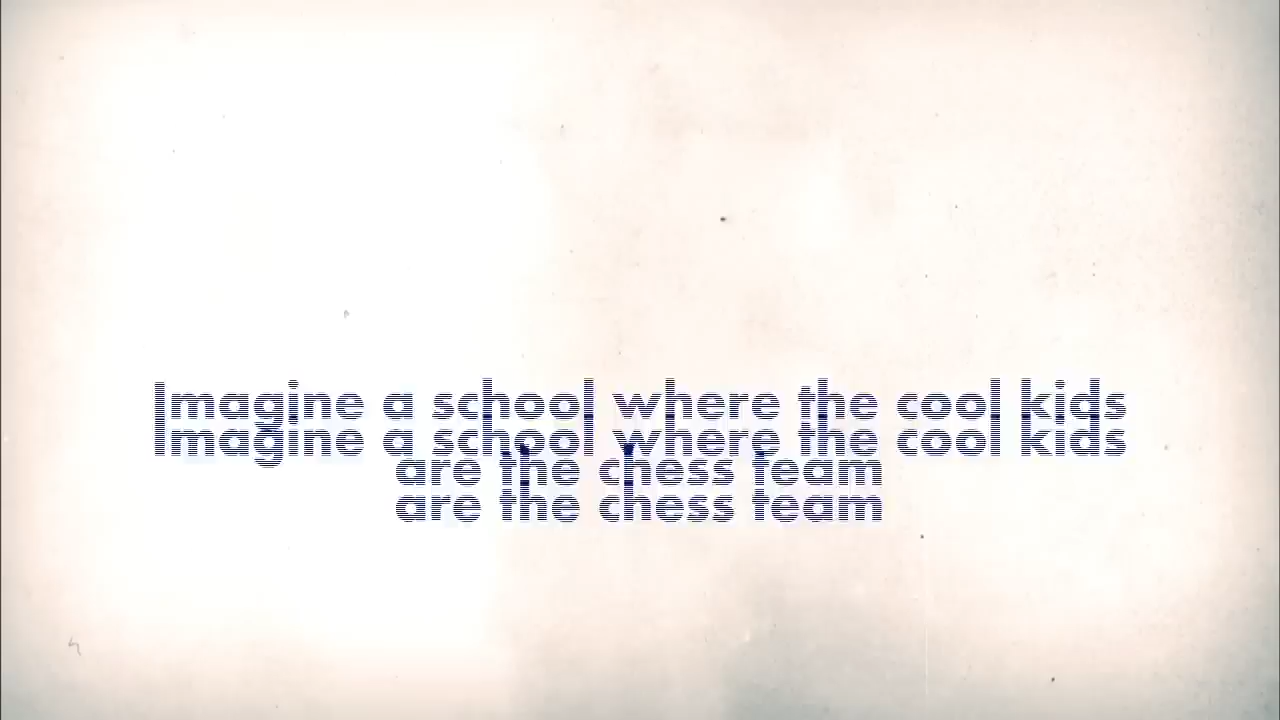 Imagine a school where the cool kids
Imagine a school where the cool kids
are the chess team
are the chess team